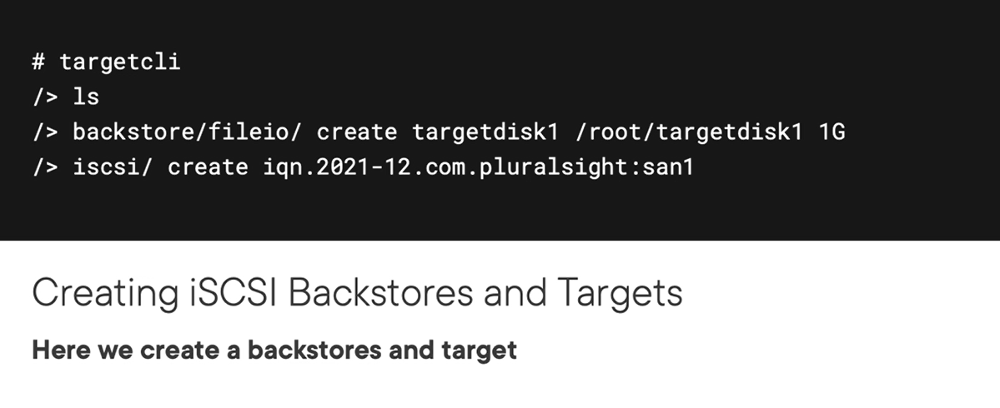 # targetcli
/> ls
/> backstore/fileio/ create targetdisk1 /root/targetdisk1 1G
/> iscsi/ create iqn.2021-12.com.pluralsight:san1
Creating iSCSI Backstores and Targets
Here we create a backstores and target